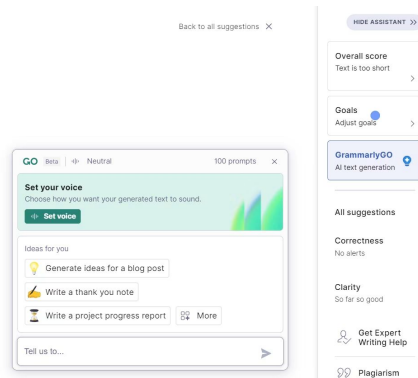 Back to all suggestions
HIDE ASSISTANT
Overall score
Text is too short
Goals
Adjust goals
GrammarlyGO
AI text generation
All suggestions
Correctness
No alerts
Clarity
So far so good
Get Expert
Writing Help
Plagiarism
GO Beta Neutral 100 prompts
Set your voice
Choose how you want your generated text to sound.
Set voice
Ideas for you
Generate ideas for a blog post
Write a thank you note
Write a project progress report More
Tell us to...